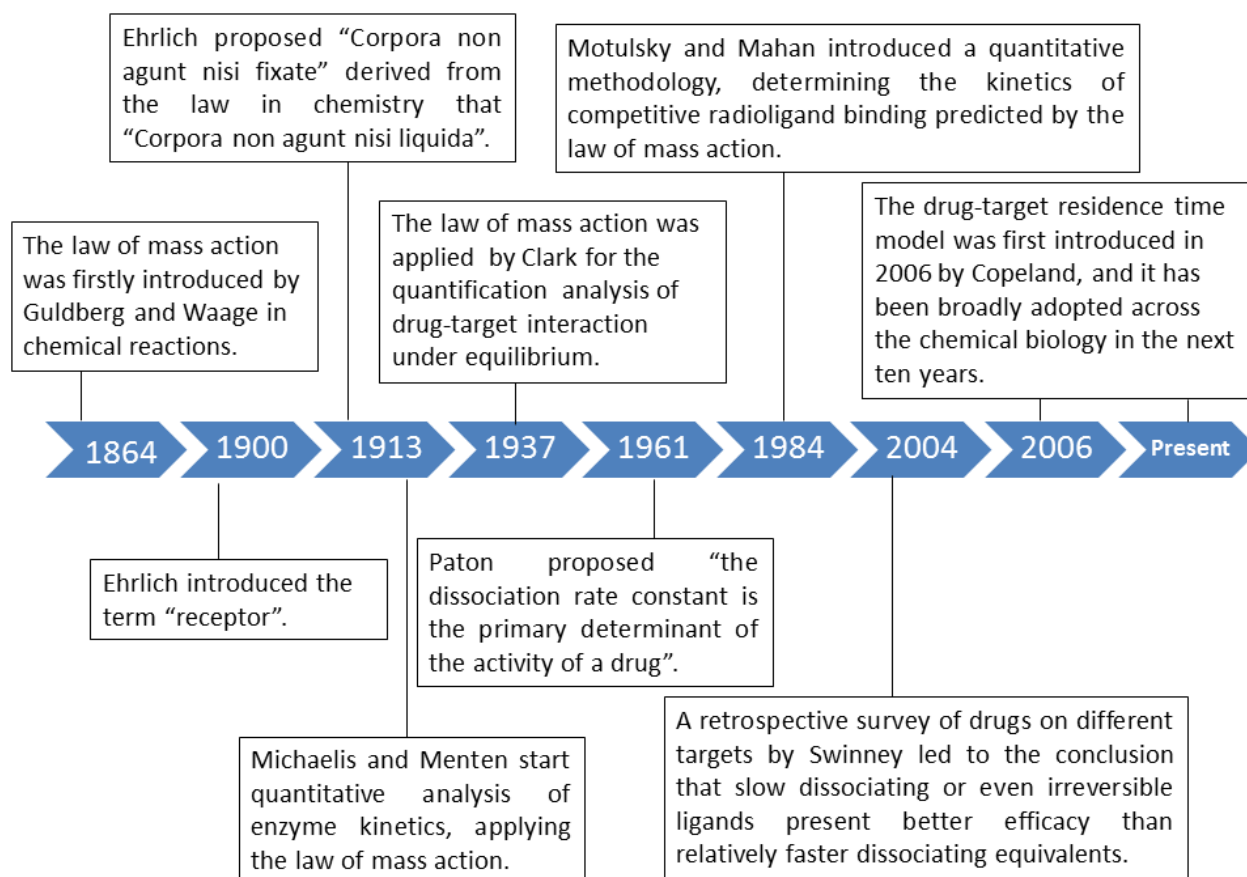 Ehrlich proposed “Corpora non
agunt nisi fixate” derived from
the law in chemistry that
“Corpora non agunt nisi liquida”.
Motulsky and Mahan introduced a quantitative
methodology, determining the kinetics of
competitive radioligand binding predicted by the
law of mass action.
The law of mass action
was firstly introduced by
Guldberg and Waage in
chemical reactions.
The law of mass action was
applied by Clark for the
quantification analysis of
drug-target interaction
under equilibrium.
The drug-target residence time
model was first introduced in
2006 by Copeland, and it has
been broadly adopted across
the chemical biology in the next
ten years.
1864 1900 1913 1937 1961 1984 2004 2006 Present
Ehrlich introduced the
term “receptor”.
Paton proposed “the
dissociation rate constant is
the primary determinant of
the activity of a drug”.
Michaelis and Menten start
quantitative analysis of
enzyme kinetics, applying
the law of mass action.
A retrospective survey of drugs on different
targets by Swinney led to the conclusion
that slow dissociating or even irreversible
ligands present better efficacy than
relatively faster dissociating equivalents.